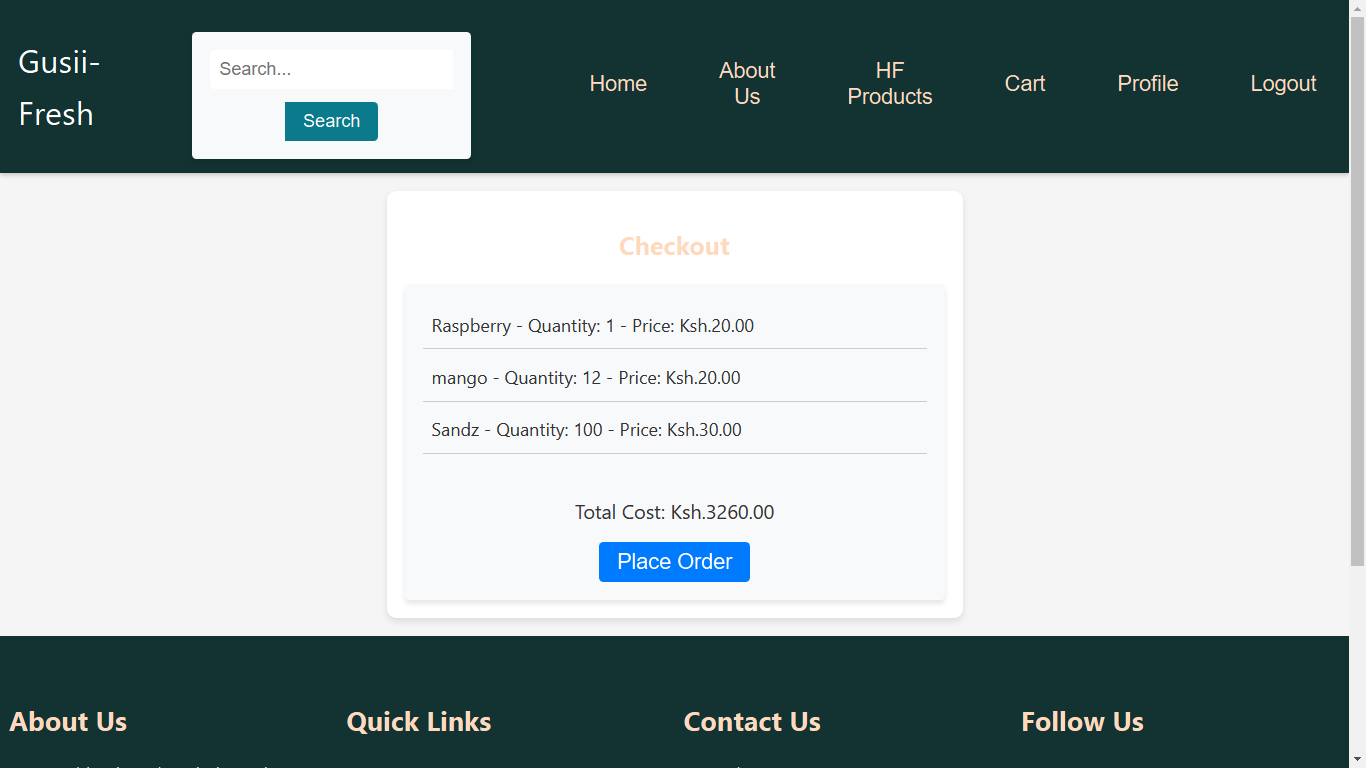 Gusii-
Fresh
Search...
Search
Home
About
Us
HF
Products
Cart
Profile
Logout
Checkout
Raspberry - Quantity: 1 - Price: Ksh.20.00
mango - Quantity: 12 - Price: Ksh.20.00
Sandz - Quantity: 100 - Price: Ksh.30.00
Total Cost: Ksh.3260.00
Place Order
About Us
Quick Links
Contact Us
Follow Us